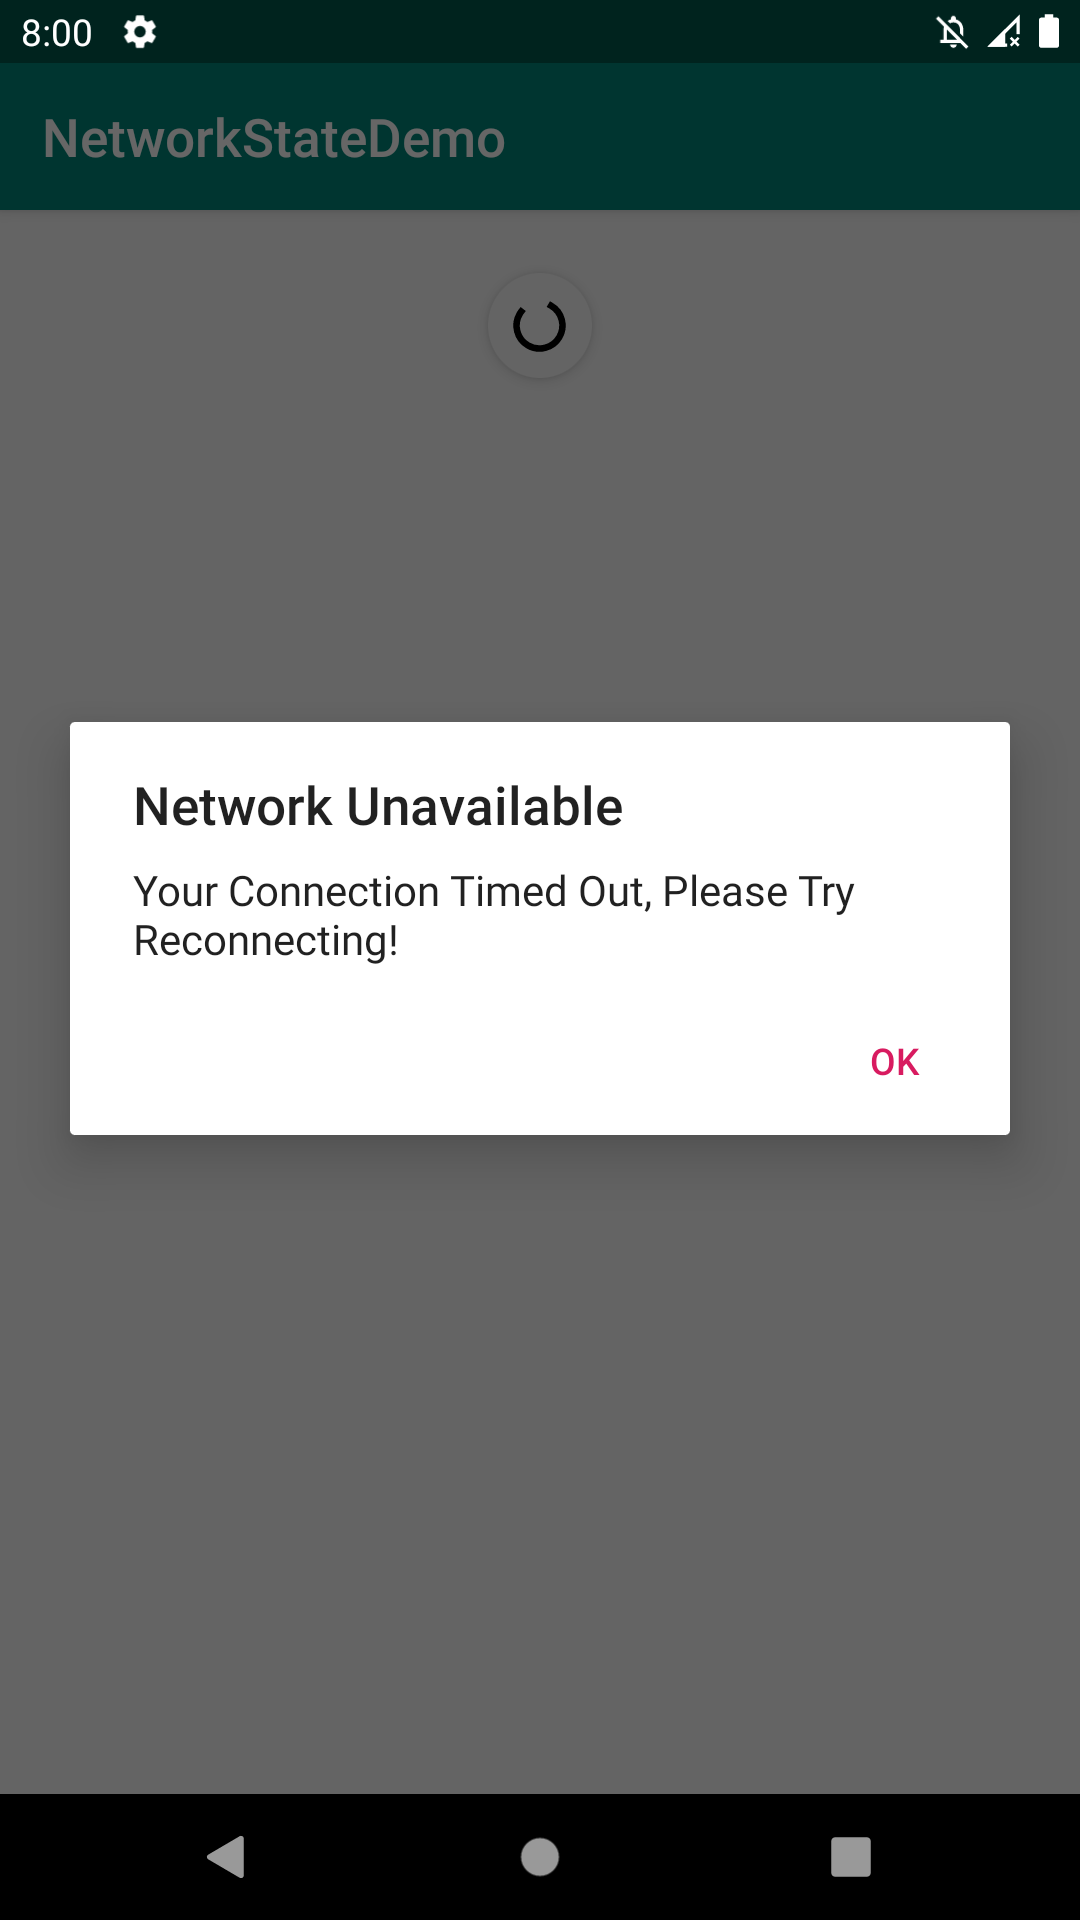 8:00
NetworkStateDemo
Network Unavailable
Your Connection Timed Out, Please Try
Reconnecting!
OK